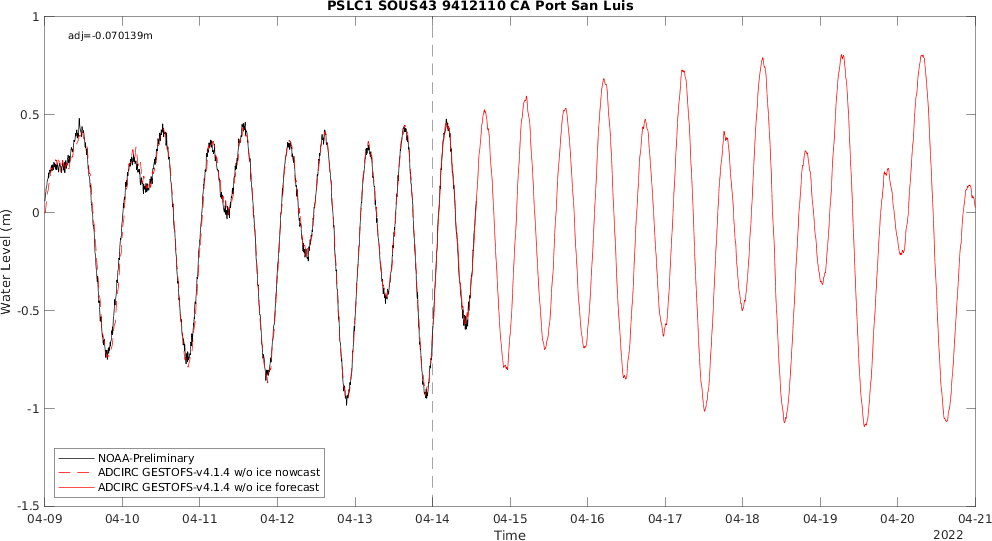 PSLC1 SOUS43 9412110 CA Port San Luis
adj=-0.070139m
1
0.5
0
-0.5
-1
-1.5
Water Level (m)
NOAA-Preliminary
ADCIRC GESTOFS-v4.1.4 w/o ice nowcast
ADCIRC GESTOFS-v4.1.4 w/o ice forecast
04-09 04-10 04-11 04-12 04-13 04-14 04-15 04-16 04-17 04-18 04-19 04-20 04-21
Time
2022